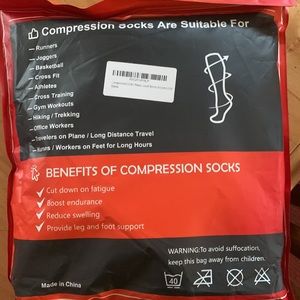 Compression Socks Are Suitable For
– Runners
– Joggers
– Basketball
– Cross Fit
– Athletes
– Cross Training
– Gym Workouts
– Hiking / Trekking
– Office Workers
– Travelers on Plane / Long Distance Travel
– Nurses / Workers on Feet for Long Hours
BENEFITS OF COMPRESSION SOCKS
Cut down on fatigue
Boost endurance
Reduce swelling
Provide leg and foot support
WARNING:To avoid suffocation,
keep this bag away from children.
40
Made in China